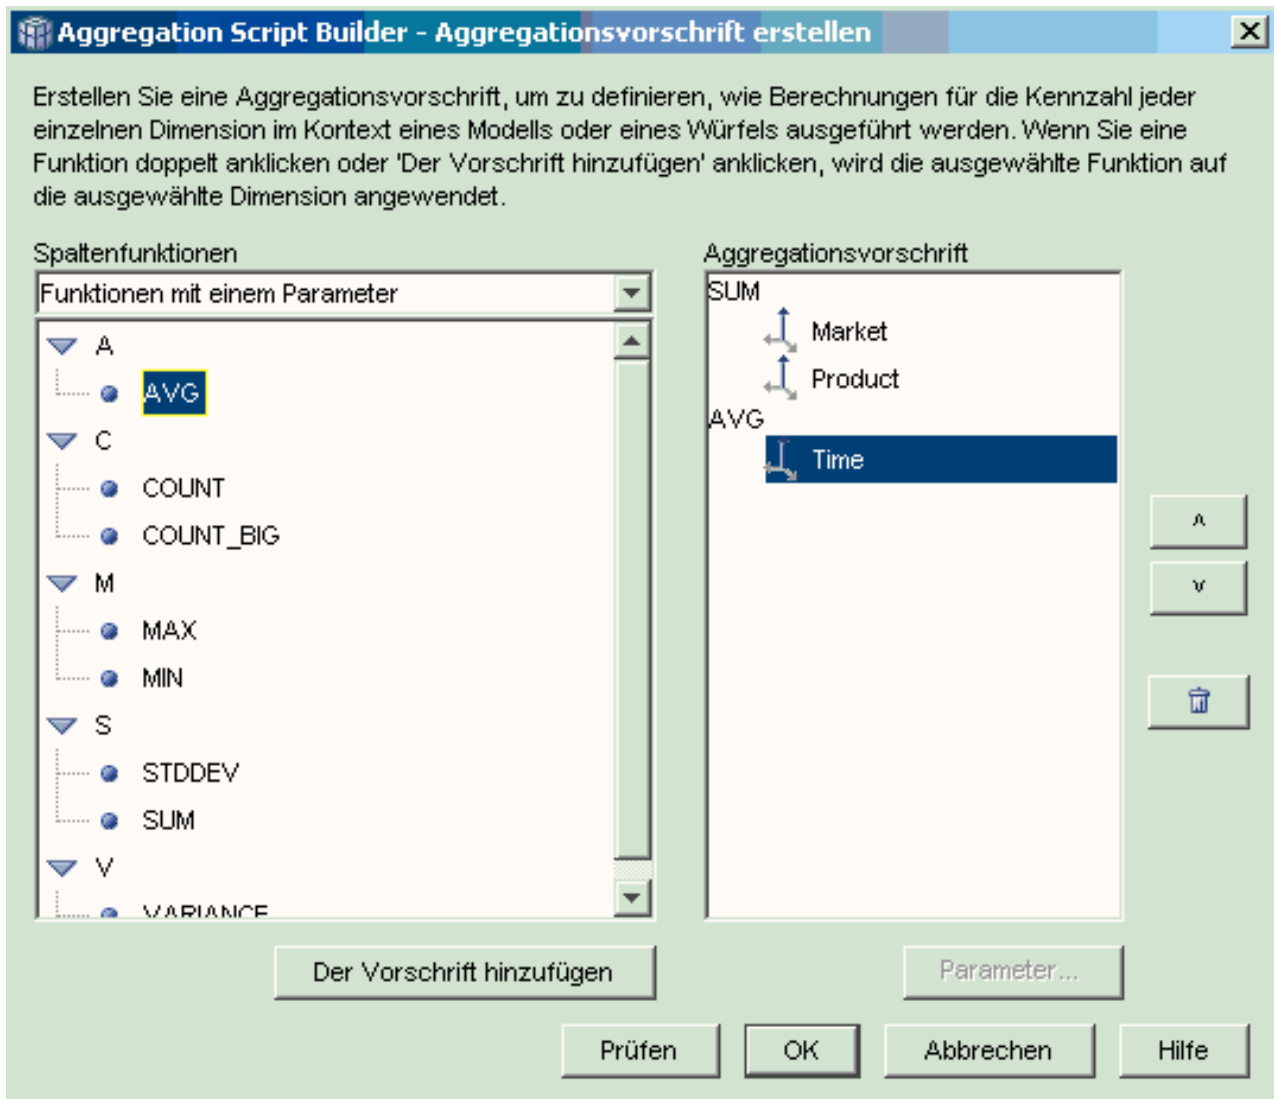 Aggregation Script Builder - Aggregationsvorschrift erstellen
Erstellen Sie eine Aggregationsvorschrift, um zu definieren, wie Berechnungen für die Kennzahl jeder
einzelnen Dimension im Kontext eines Modells oder eines Würfels ausgeführt werden. Wenn Sie eine
Funktion doppelt anklicken oder 'Der Vorschrift hinzufügen' anklicken, wird die ausgewählte Funktion auf
die ausgewählte Dimension angewendet.
Spaltenfunktionen
Funktionen mit einem Parameter
A
AVG
C
COUNT
COUNT_BIG
M
MAX
MIN
S
STDDEV
SUM
V
VARIANCE
Aggregationsvorschrift
SUM
Market
Product
AVG
Time
Der Vorschrift hinzufügen
Parameter...
Prüfen
OK
Abbrechen
Hilfe